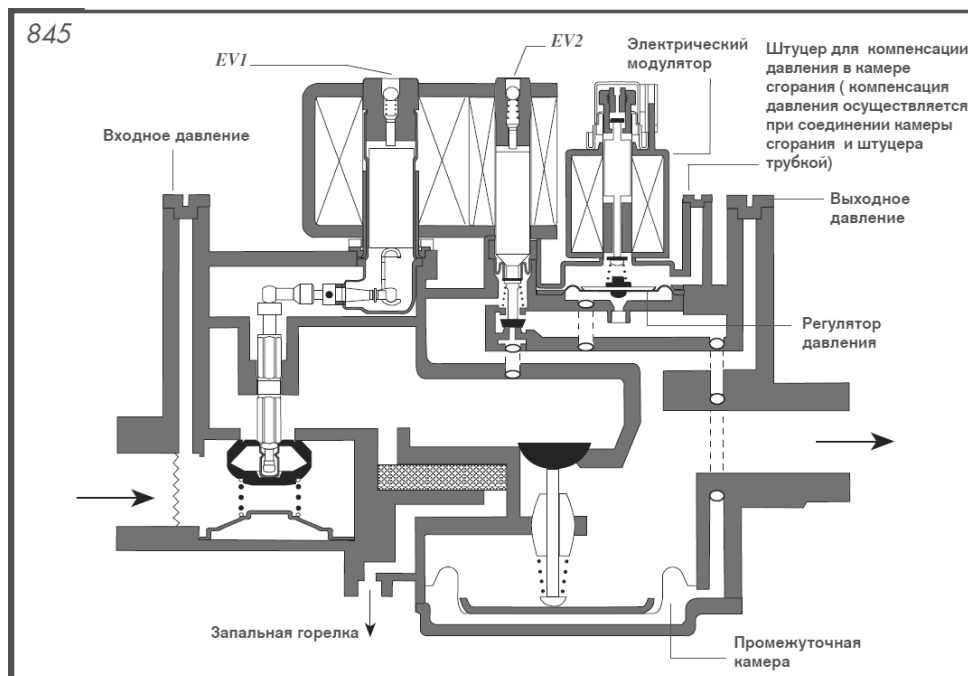 845
EV1
EV2
Электрический
модулятор
Штуцер для компенсации
давления в камере
сгорания ( компенсация
давления осуществляется
при соединении камеры
сгорания и штуцера
трубкой)
Входное давление
Выходное
давление
Регулятор
давления
Запальная горелка
Промежуточная
камера